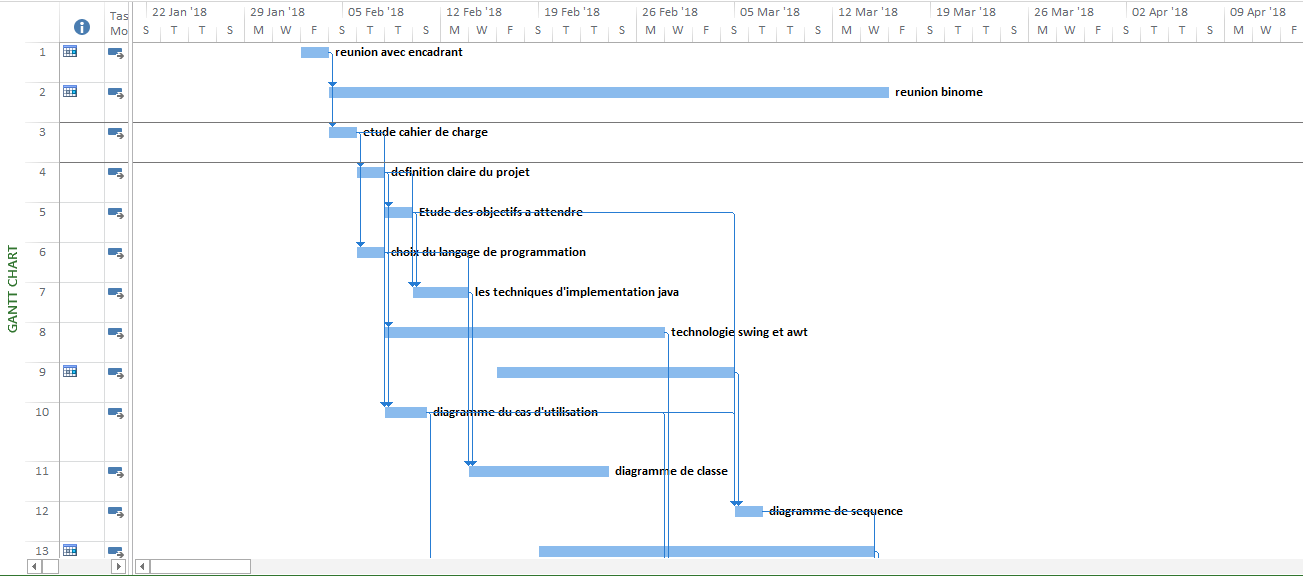 Tas
Mo
22 Jan '18 29 Jan '18 05 Feb '18 12 Feb '18 19 Feb '18 26 Feb '18 05 Mar '18 12 Mar '18 19 Mar '18 26 Mar '18 02 Apr '18 09 Apr '18
S T T S M W F S T T S M W F S T T S M W F S T T S M W F S T T S M W F S T T S M W F
GANTT CHART
1 reunion avec encadrant
2 reunion binome
3 etude cahier de charge
4 definition claire du projet
5 Etude des objectifs a attendre
6 choix du langage de programmation
7 les techniques d'implementation java
8 technologie swing et awt
9
10 diagramme du cas d'utilisation
11 diagramme de classe
12 diagramme de sequence
13